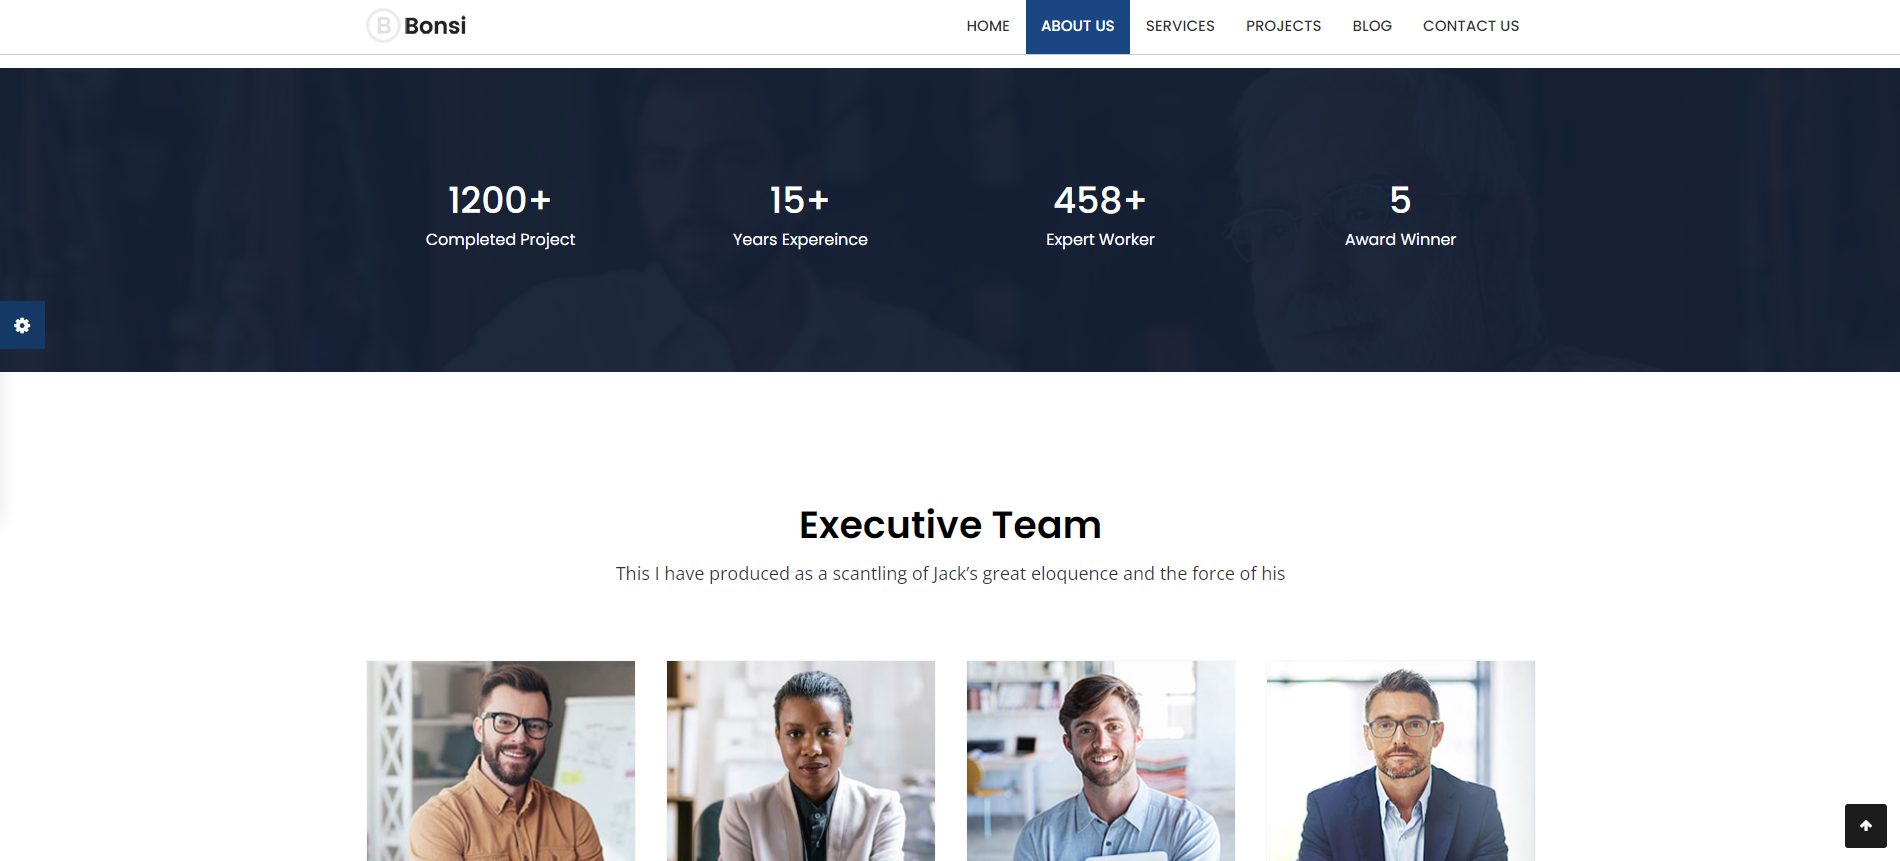 B Bonsi
HOME ABOUT US SERVICES PROJECTS BLOG CONTACT US
1200+ 15+ 458+ 5
Completed Project Years Expereince Expert Worker Award Winner
Executive Team
This I have produced as a scantling of Jack’s great eloquence and the force of his